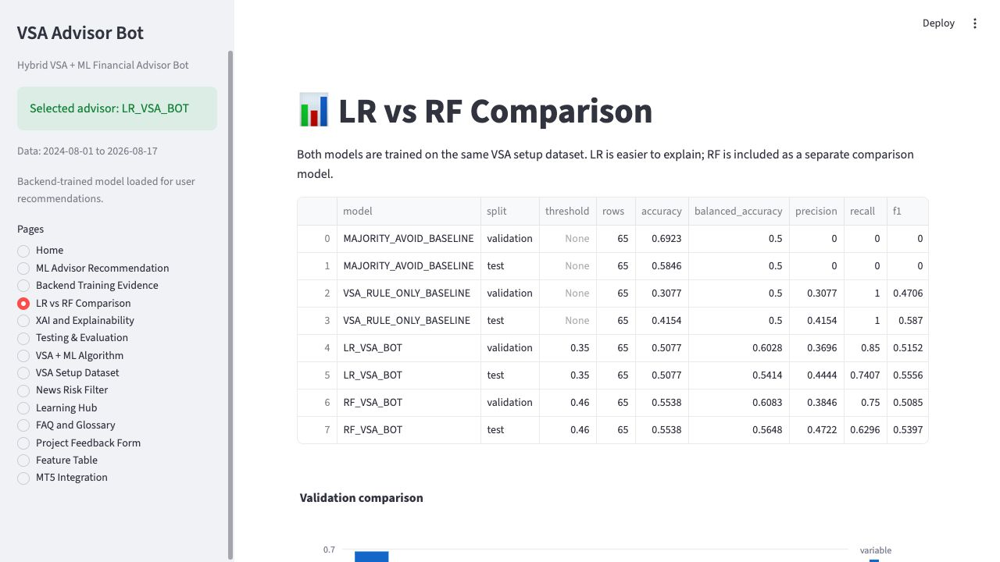 VSA Advisor Bot
Hybrid VSA + ML Financial Advisor Bot
Selected advisor: LR_VSA_BOT
Data: 2024-08-01 to 2026-08-17
Backend-trained model loaded for user
recommendations.
Pages
Home
ML Advisor Recommendation
Backend Training Evidence
LR vs RF Comparison
XAI and Explainability
Testing & Evaluation
VSA + ML Algorithm
VSA Setup Dataset
News Risk Filter
Learning Hub
FAQ and Glossary
Project Feedback Form
Feature Table
MT5 Integration
Deploy
LR vs RF Comparison
Both models are trained on the same VSA setup dataset. LR is easier to explain; RF is included as a separate comparison
model.
model split threshold rows accuracy balanced_accuracy precision recall f1
0 MAJORITY_AVOID_BASELINE validation None 65 0.6923 0.5 0 0 0
1 MAJORITY_AVOID_BASELINE test None 65 0.5846 0.5 0 0 0
2 VSA_RULE_ONLY_BASELINE validation None 65 0.3077 0.5 0.3077 1 0.4706
3 VSA_RULE_ONLY_BASELINE test None 65 0.4154 0.5 0.4154 1 0.587
4 LR_VSA_BOT validation 0.35 65 0.5077 0.6028 0.3696 0.85 0.5152
5 LR_VSA_BOT test 0.35 65 0.5077 0.5414 0.4444 0.7407 0.5556
6 RF_VSA_BOT validation 0.46 65 0.5538 0.6083 0.3846 0.75 0.5085
7 RF_VSA_BOT test 0.46 65 0.5538 0.5648 0.4722 0.6296 0.5397
Validation comparison
0.7
variable